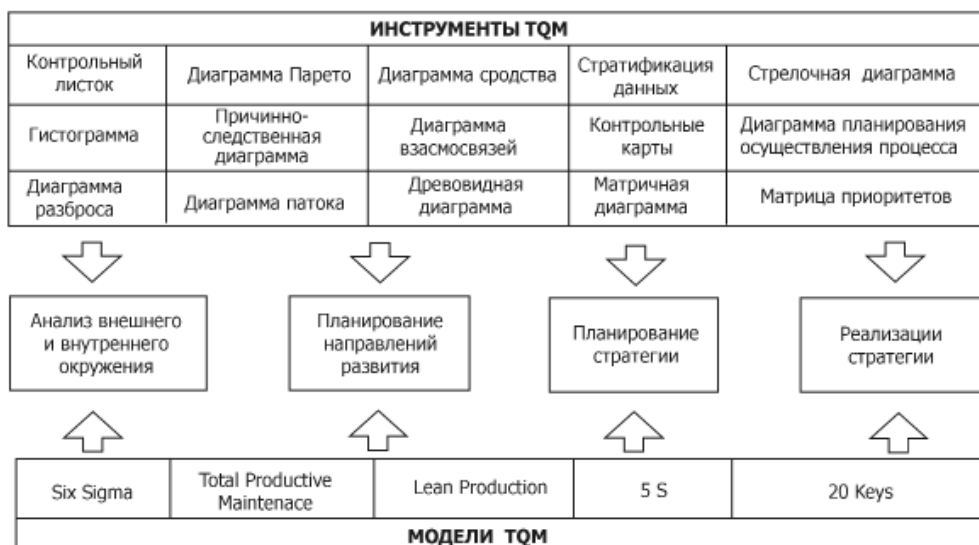 ИНСТРУМЕНТЫ TQM
Контрольный
листок
Диаграмма Парето
Диаграмма сродства
Стратификация
данных
Стрелочная диаграмма
Гистограмма
Причинно-
следственная
диаграмма
Диаграмма
взасмосвязей
Контрольные
карты
Диаграмма планирования
осуществления процесса
Диаграмма
разброса
Диаграмма патока
Древовидная
диаграмма
Матричная
диаграмма
Матрица приоритетов
Анализ внешнего
и внутреннего
окружения
Планирование
направлений
развития
Планирование
стратегии
Реализации
стратегии
Six Sigma
Total Productive
Maintenace
Lean Production
5 S
20 Keys
МОДЕЛИ TQM